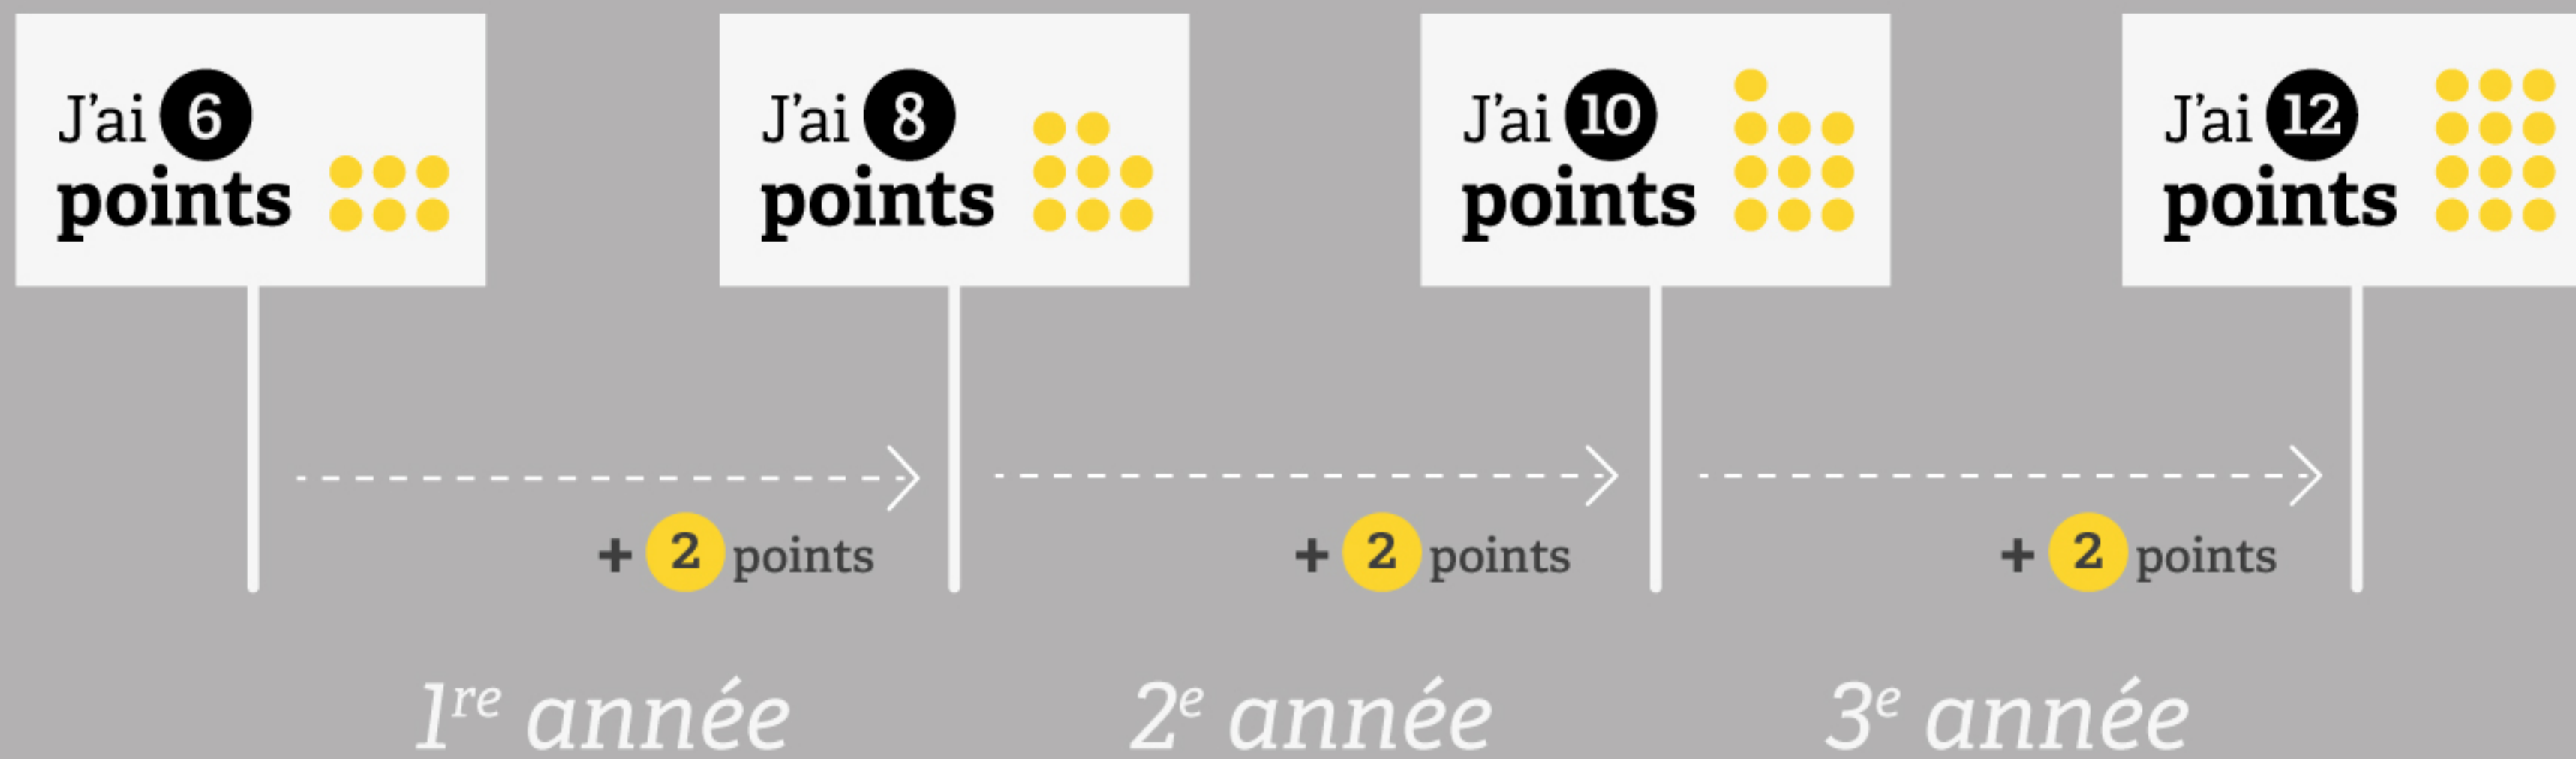 J’ai 6
points
J’ai 8
points
J’ai 10
points
J’ai 12
points
+ 2 points
+ 2 points
+ 2 points
1re année
2e année
3e année